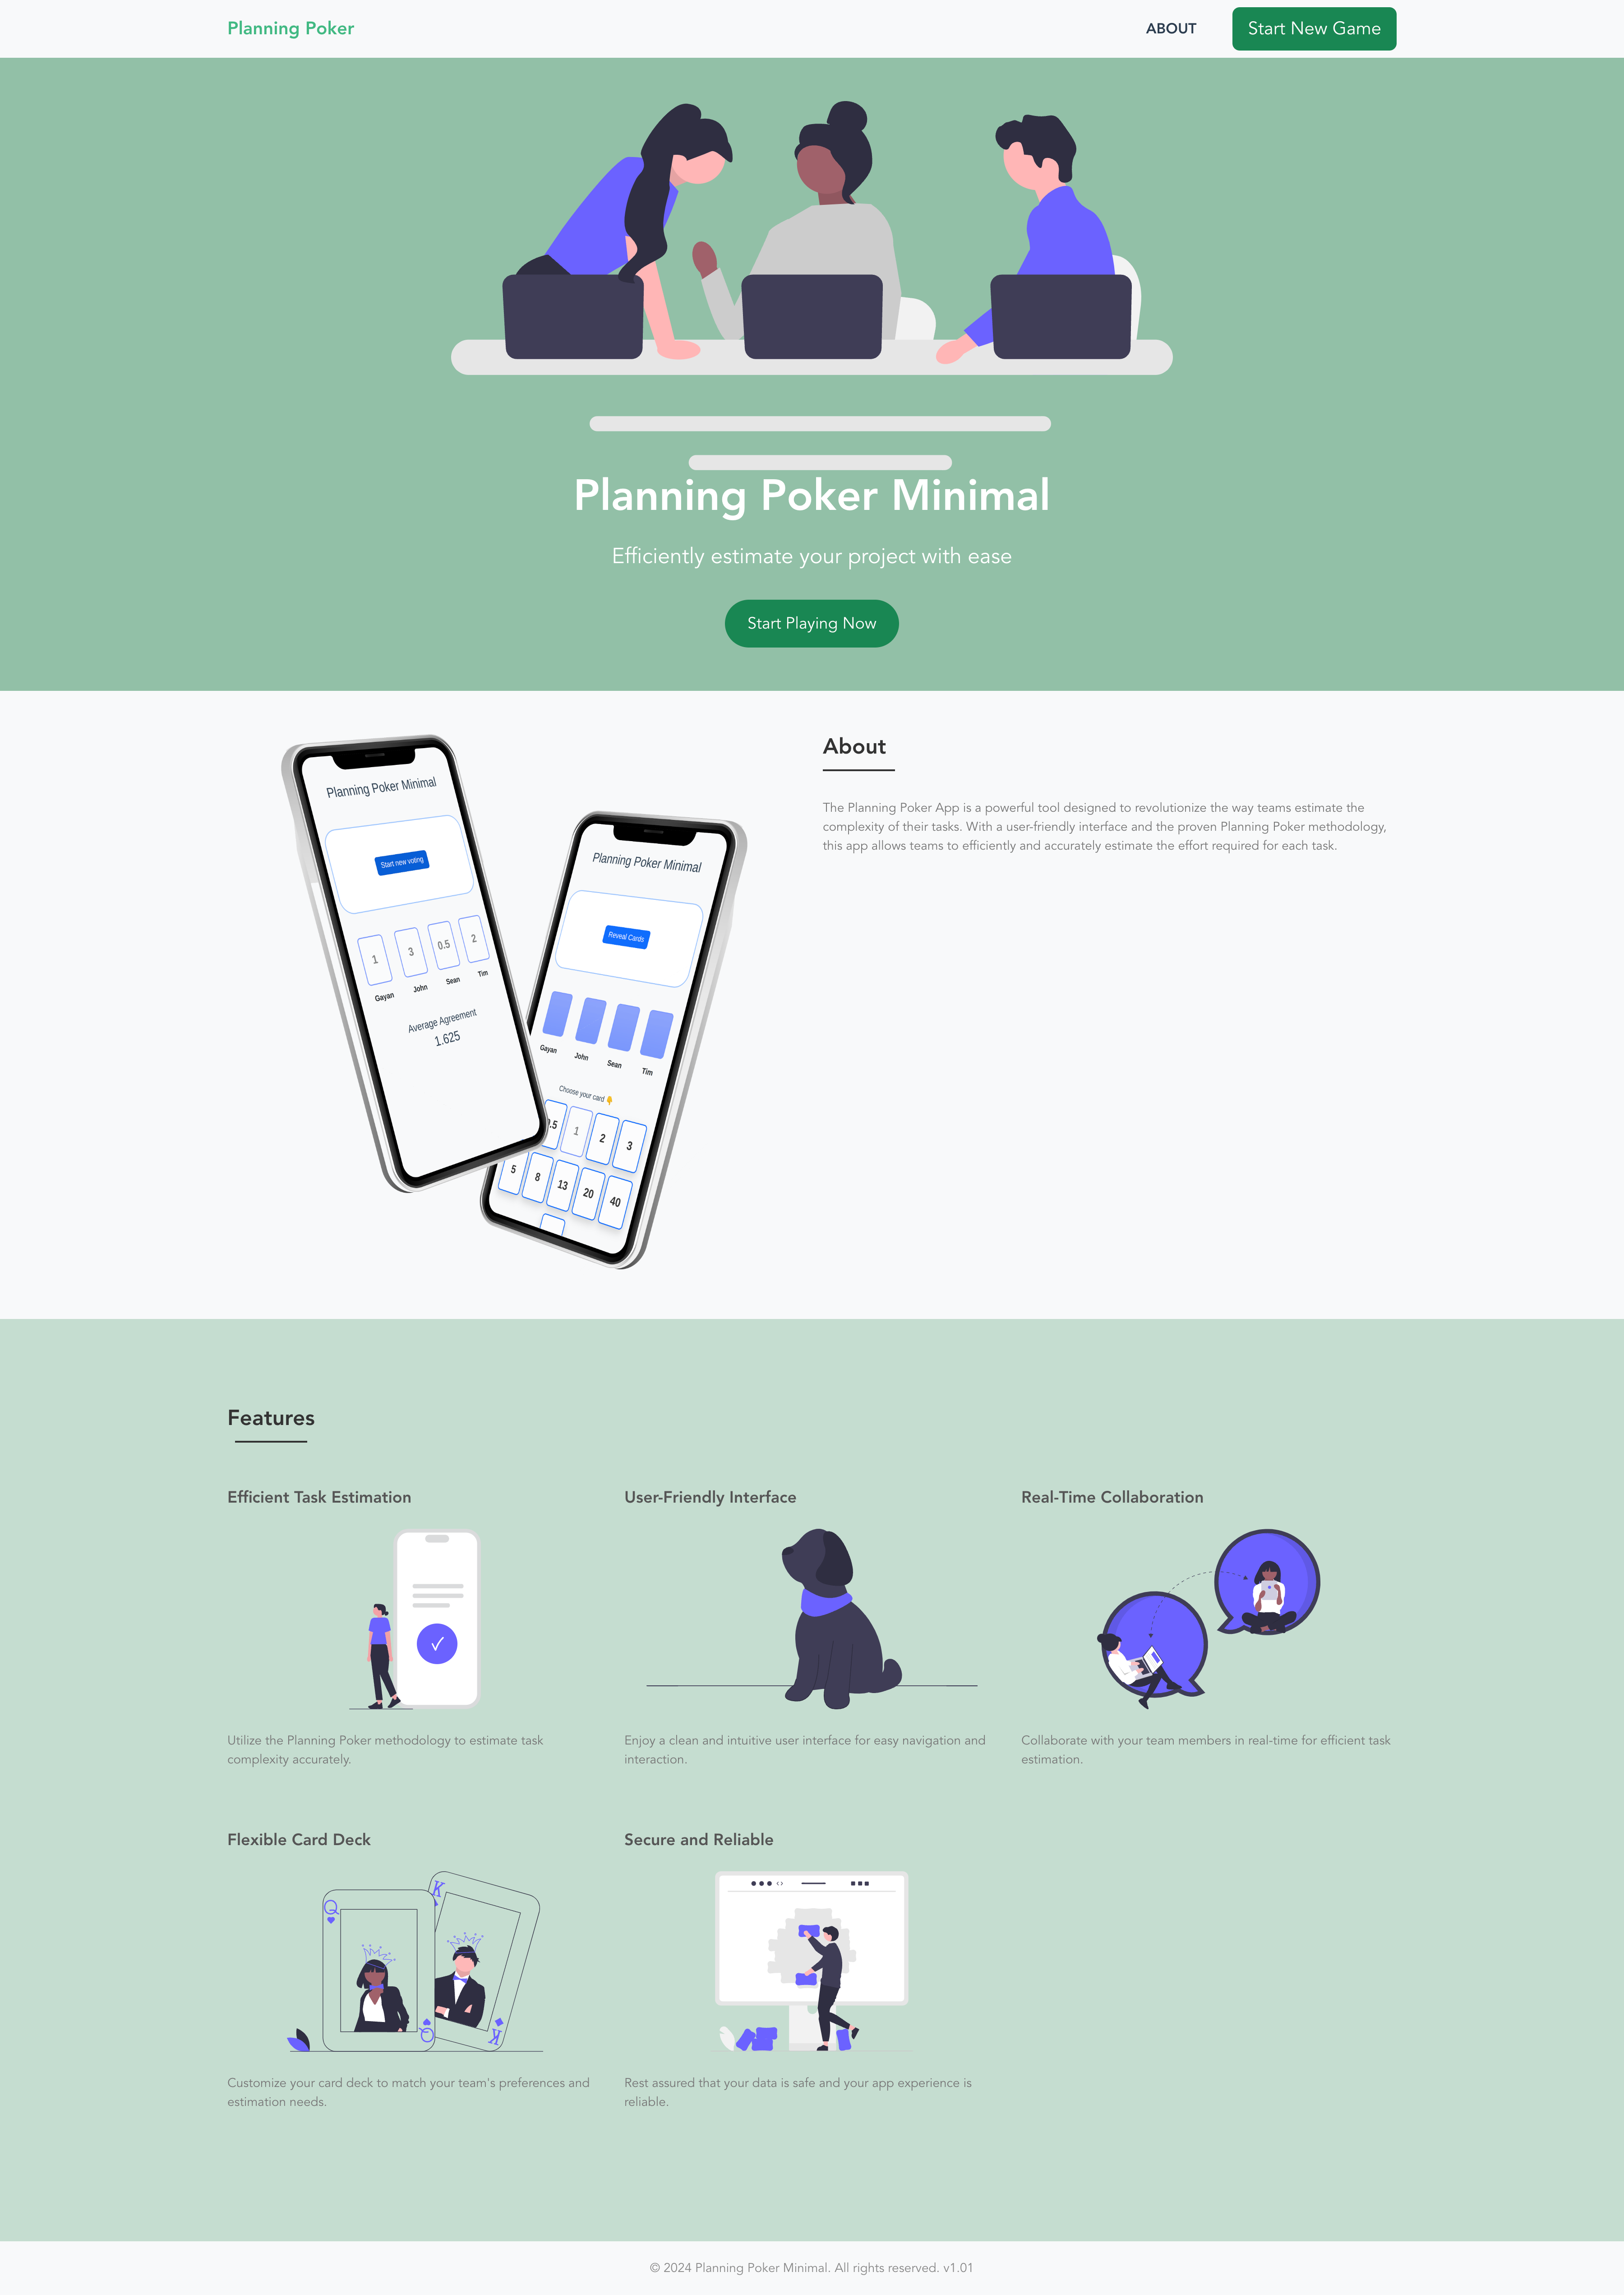 Planning Poker
ABOUT
Start New Game
Planning Poker Minimal
Efficiently estimate your project with ease
Start Playing Now
Planning Poker Minimal
Start new voting
1 3 0.5 2
Gayan John Sean Tim
Average Agreement
1.625
Planning Poker Minimal
Reveal Cards
Gayan John Sean Tim
Choose your card 👇
.5 1 2 3
5 8 13 20 40
About
The Planning Poker App is a powerful tool designed to revolutionize the way teams estimate the
complexity of their tasks. With a user-friendly interface and the proven Planning Poker methodology,
this app allows teams to efficiently and accurately estimate the effort required for each task.
Features
Efficient Task Estimation
Utilize the Planning Poker methodology to estimate task
complexity accurately.
User-Friendly Interface
Enjoy a clean and intuitive user interface for easy navigation and
interaction.
Real-Time Collaboration
Collaborate with your team members in real-time for efficient task
estimation.
Flexible Card Deck
Q
K
Q
K
Customize your card deck to match your team's preferences and
estimation needs.
Secure and Reliable
Rest assured that your data is safe and your app experience is
reliable.
© 2024 Planning Poker Minimal. All rights reserved. v1.01